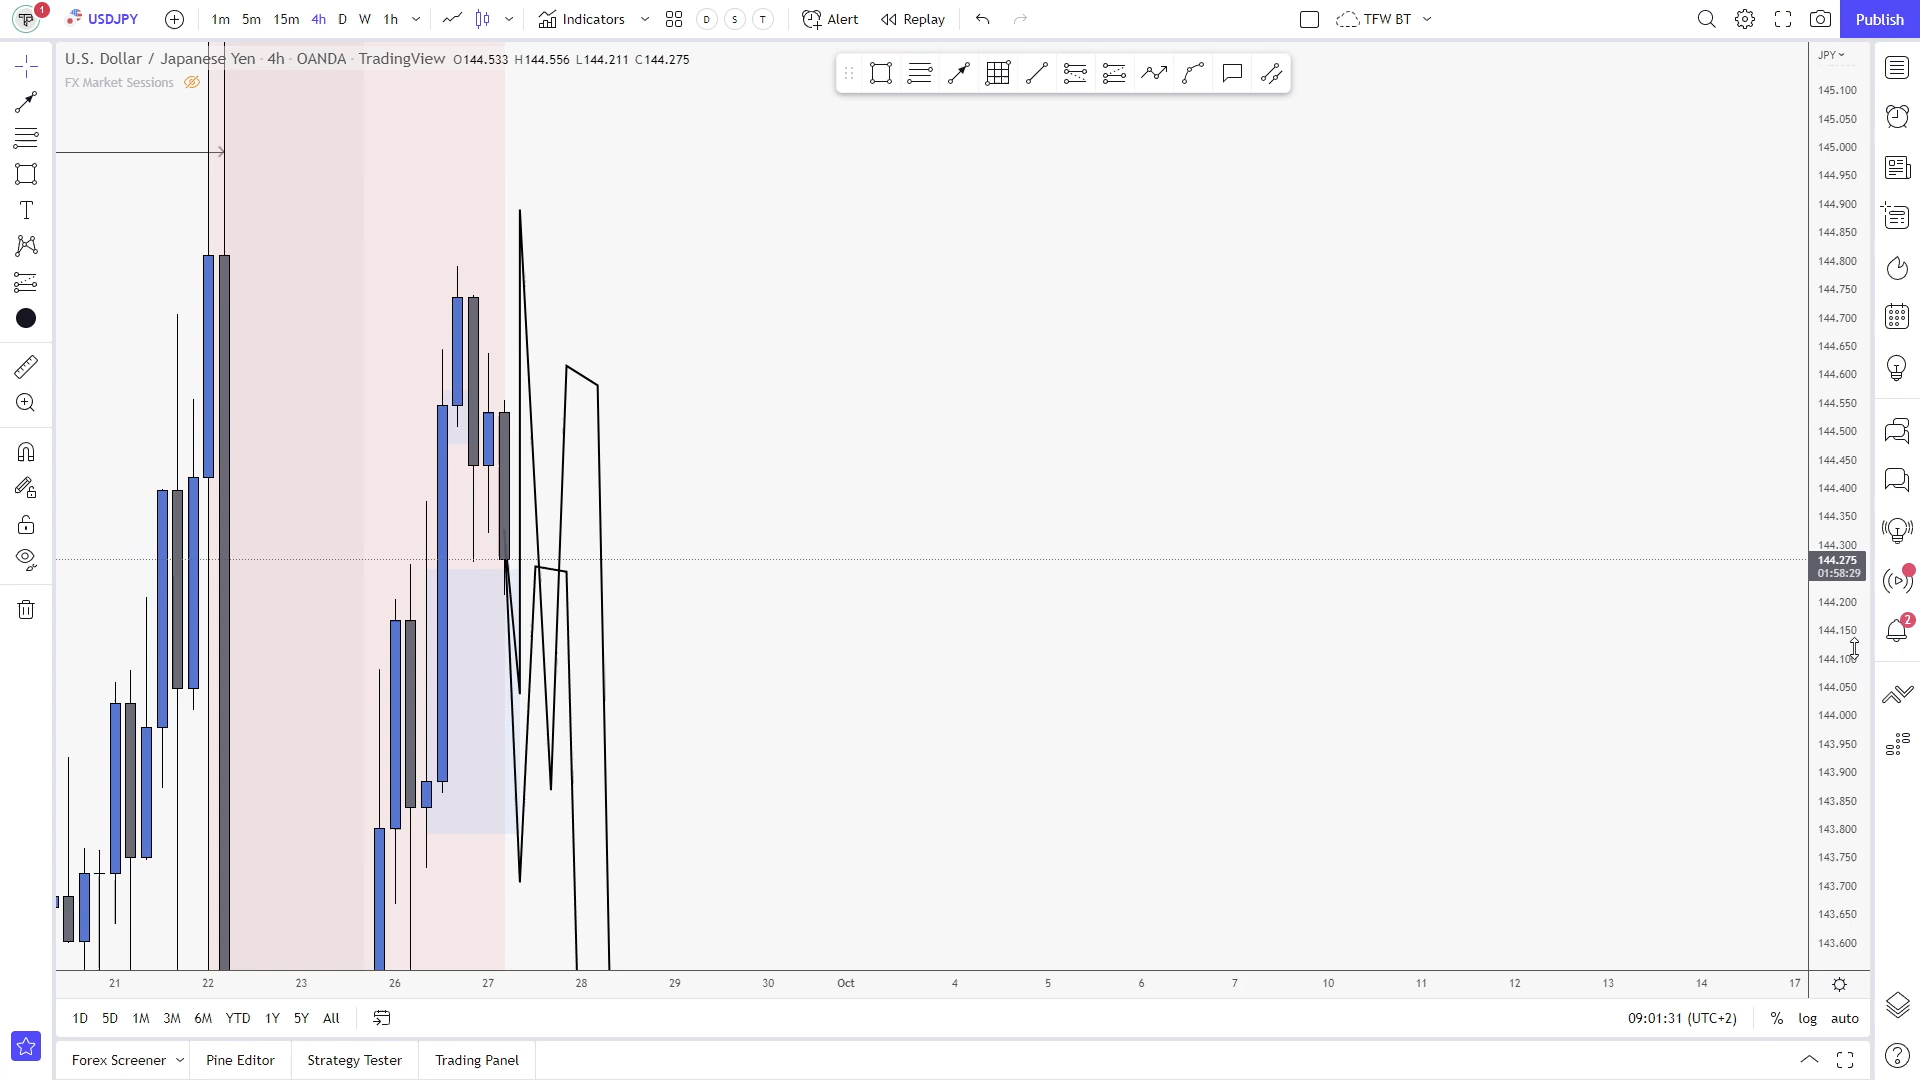 1
USDJPY
1m 5m 15m 4h D W 1h
Indicators
D S T
Alert
Replay
TFW BT
Publish
U.S. Dollar / Japanese Yen · 4h · OANDA · TradingView O144.533 H144.556 L144.211 C144.275
FX Market Sessions
JPY
145.100
145.050
145.000
144.950
144.900
144.850
144.800
144.750
144.700
144.650
144.600
144.550
144.500
144.450
144.400
144.350
144.300
144.275
01:58:29
144.200
144.150
144.100
144.050
144.000
143.950
143.900
143.850
143.800
143.750
143.700
143.650
143.600
2
21 22 23 26 27 28 29 30 Oct 4 5 6 7 10 11 12 13 14 17
1D 5D 1M 3M 6M YTD 1Y 5Y All
09:01:31 (UTC+2) % log auto
Forex Screener Pine Editor Strategy Tester Trading Panel